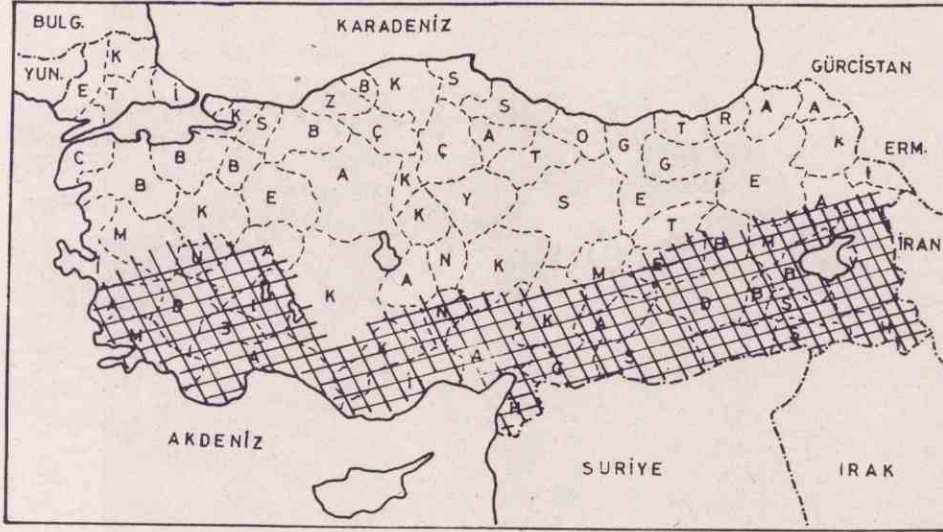 BULG.
KARADENİZ
YUN.
GÜRCİSTAN
K
E T İ
K S
B B
Z B K
S S
O
G T R A A
K
ERM.
C
B B B
B Ç Ç A T
G
A K
Y S E E
M K E
K T
A
İRAN
U A
K A N K M E B M
D
B
V
M B K N K A D B S
A K A G Ş Ş H
H
AKDENİZ
SURİYE
IRAK